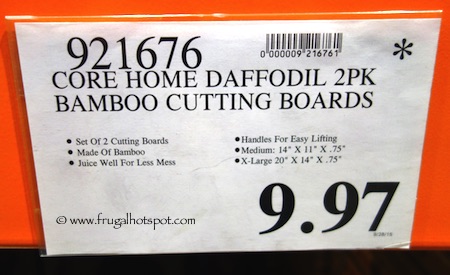 921676
0000009 216761
*
CORE HOME DAFFODIL 2PK
BAMBOO CUTTING BOARDS
• Set Of 2 Cutting Boards
• Made Of Bamboo
• Juice Well For Less Mess
• Handles For Easy Lifting
• Medium: 14" X 11" X .75"
• X-Large 20" X 14" X .75"
© www.frugalhotspot.com
9.97